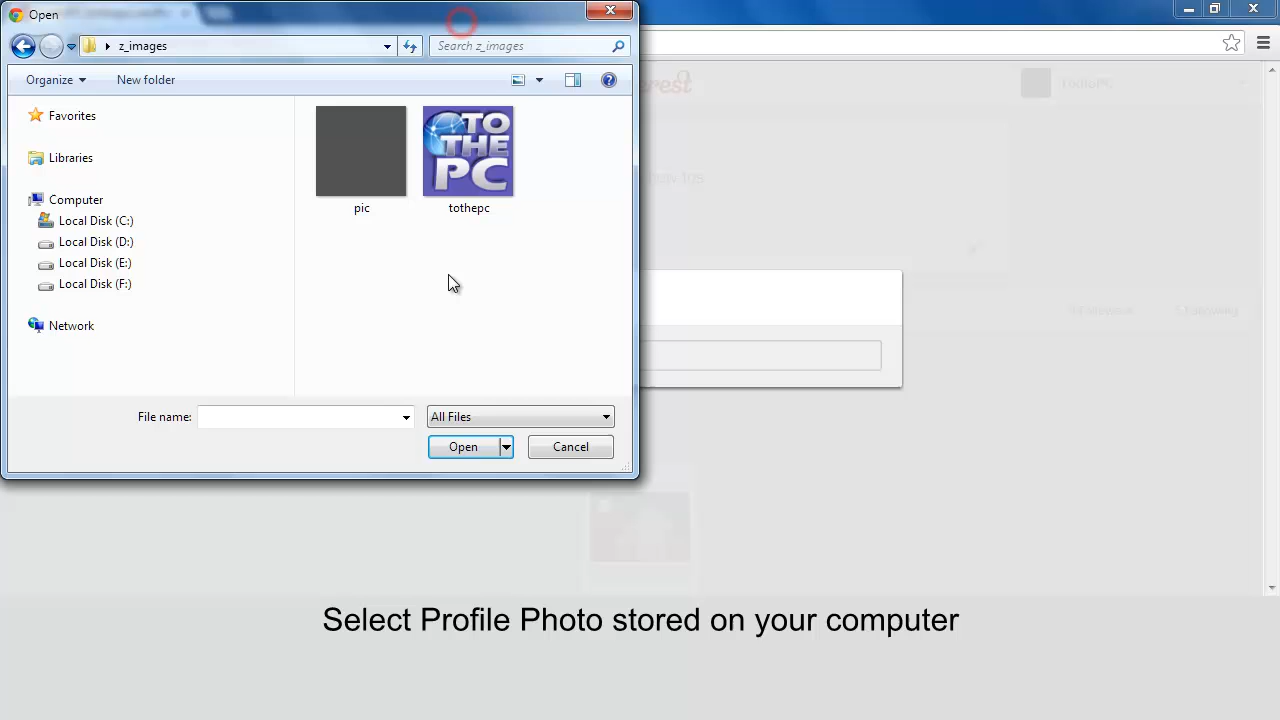 Open
z_images
Search z_images
Organize
New folder
Favorites
Libraries
Computer
Local Disk (C:)
Local Disk (D:)
Local Disk (E:)
Local Disk (F:)
Network
TO
THE
PC
pic
tothepc
File name:
All Files
Open
Cancel
TothePC
Select Profile Photo stored on your computer